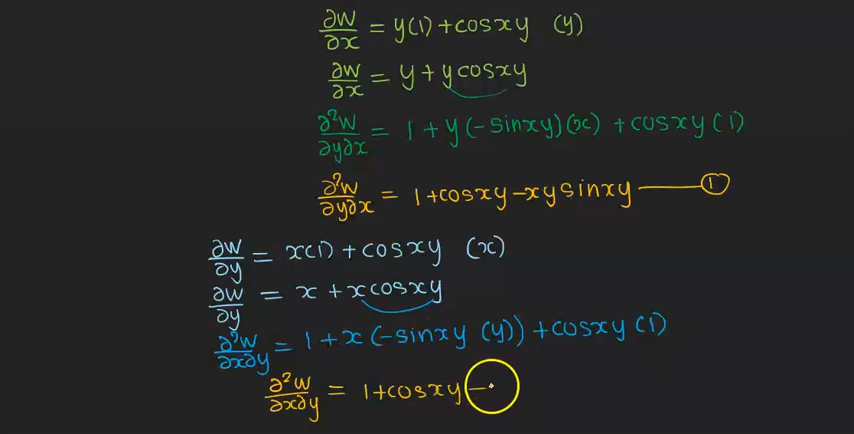 ∂w/∂x = y(1) + cosxy (y)
∂w/∂x = y + ycosxy
∂²w/∂y∂x = 1 + y(-sinxy)(x) + cosxy(1)
∂²w/∂y∂x = 1+cosxy-xysinxy —— ①
∂w/∂y = x(1) + cosxy (x)
∂w/∂y = x + xcosxy
∂²w/∂x∂y = 1 + x(-sinxy (y)) + cosxy (1)
∂²w/∂x∂y = 1+cosxy -